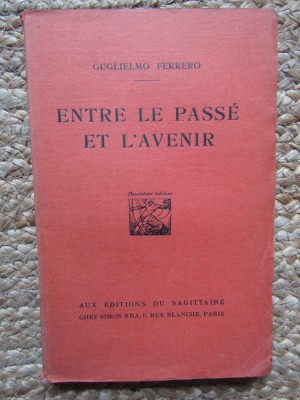 GUGLIELMO FERRERO
ENTRE LE PASSÉ
ET L'AVENIR
Deuxième édition
AUX ÉDITIONS DU SAGITTAIRE
CHEZ SIMON KRA, 6, RUE BLANCHE, PARIS